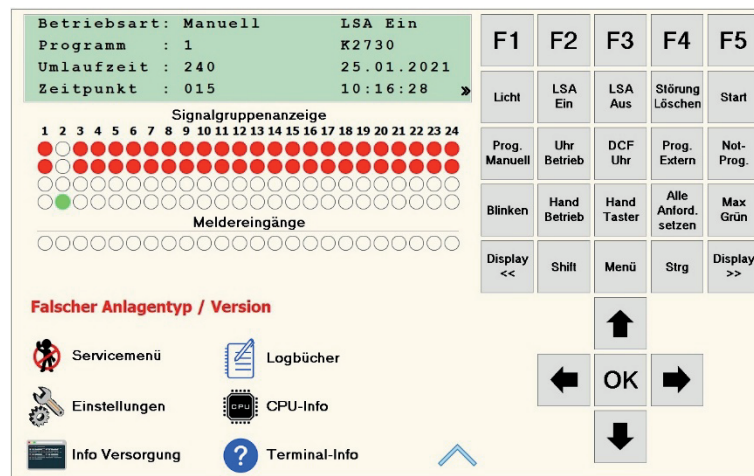 Betriebsart: Manuell LSA Ein
Programm : 1 K2730
Umlaufzeit : 240 25.01.2021
Zeitpunkt : 015 10:16:28 »
Signalgruppenanzeige
1 2 3 4 5 6 7 8 9 10 11 12 13 14 15 16 17 18 19 20 21 22 23 24
Meldereingänge
Falscher Anlagentyp / Version
Servicemenü Logbücher
Einstellungen CPU CPU-Info
Info Versorgung ? Terminal-Info
F1 F2 F3 F4 F5
Licht
LSA
Ein
LSA
Aus
Störung
Löschen
Start
Prog.
Manuell
Uhr
Betrieb
DCF
Uhr
Prog.
Extern
Not-
Prog.
Blinken
Hand
Betrieb
Hand
Taster
Alle
Anford.
setzen
Max
Grün
Display
<<
Shift
Menü
Strg
Display
>>
OK